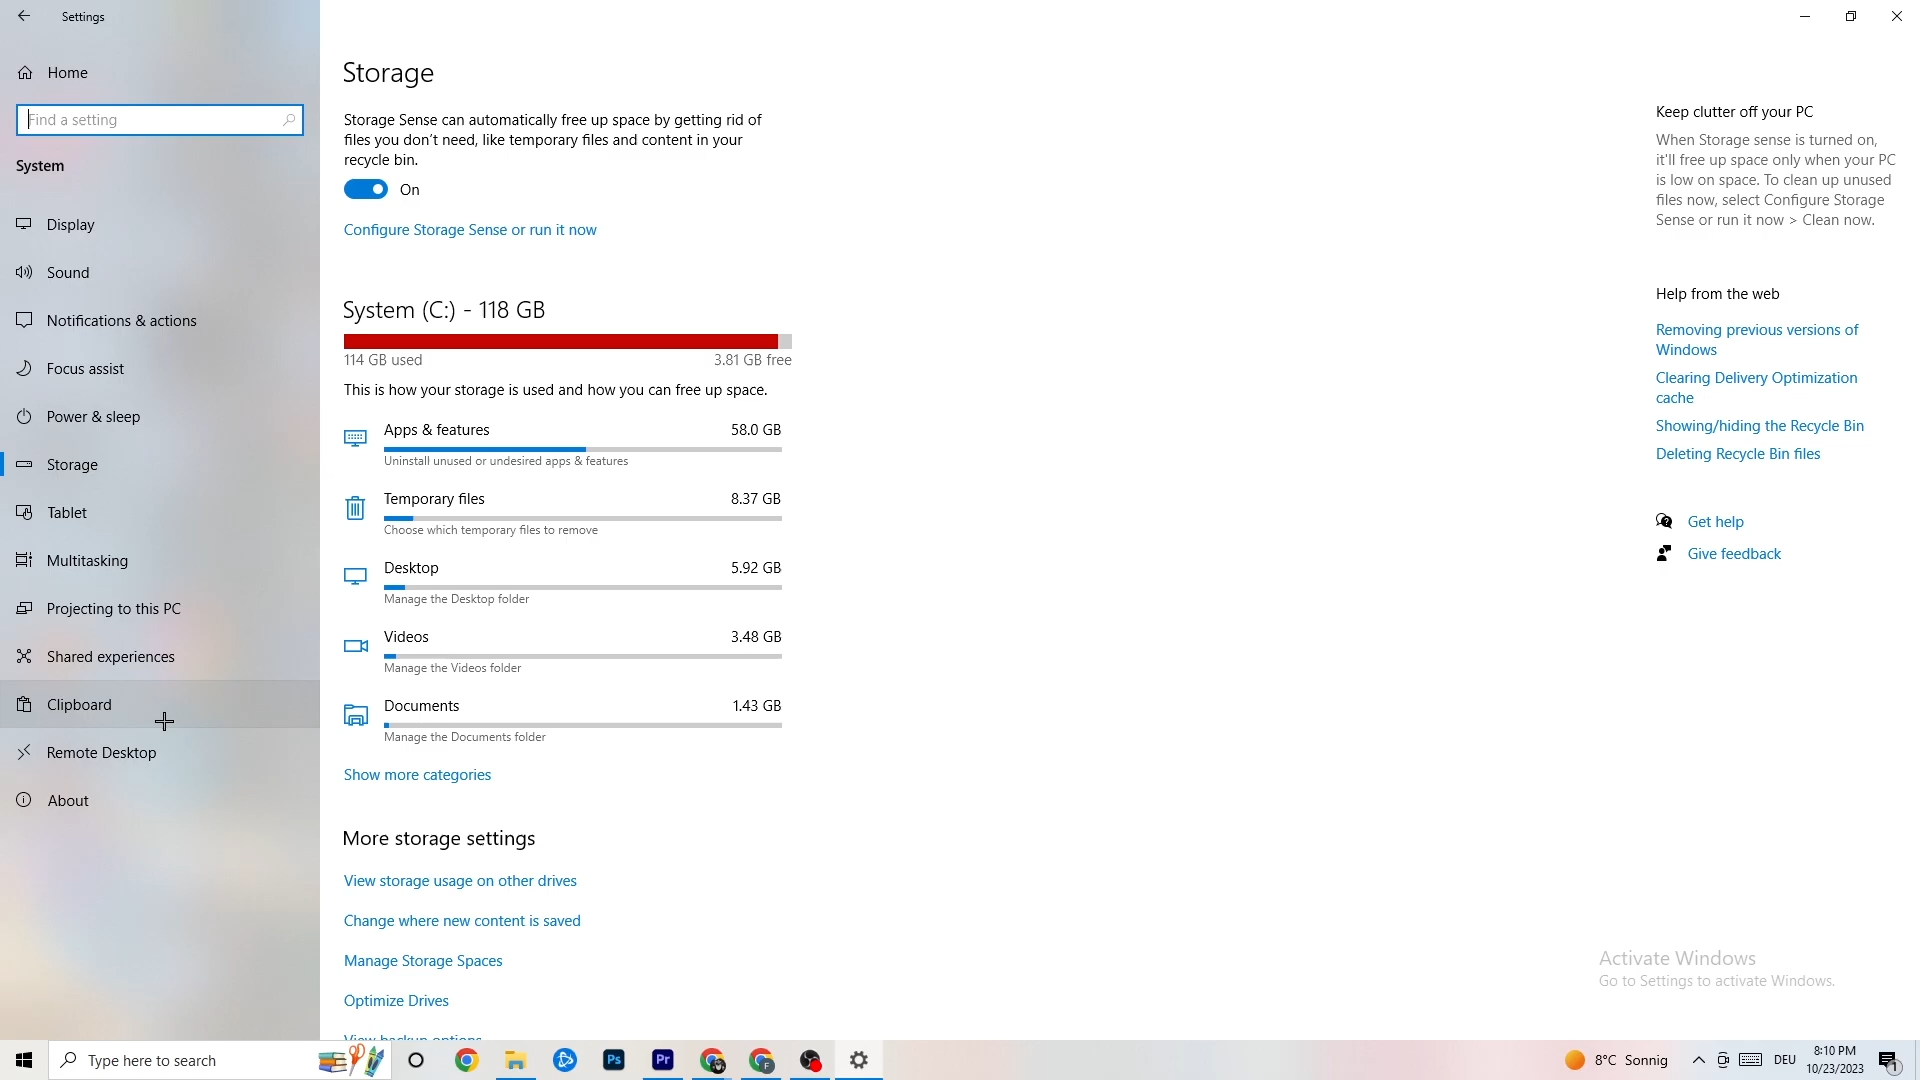 Settings
Home
Find a setting
System
Display
Sound
Notifications & actions
Focus assist
Power & sleep
Storage
Tablet
Multitasking
Projecting to this PC
Shared experiences
Clipboard
Remote Desktop
About
Storage
Storage Sense can automatically free up space by getting rid of
files you don't need, like temporary files and content in your
recycle bin.
On
Configure Storage Sense or run it now
System (C:) - 118 GB
114 GB used 3.81 GB free
This is how your storage is used and how you can free up space.
Apps & features 58.0 GB
Uninstall unused or undesired apps & features
Temporary files 8.37 GB
Choose which temporary files to remove
Desktop 5.92 GB
Manage the Desktop folder
Videos 3.48 GB
Manage the Videos folder
Documents 1.43 GB
Manage the Documents folder
Show more categories
More storage settings
View storage usage on other drives
Change where new content is saved
Manage Storage Spaces
Optimize Drives
View backup options
Keep clutter off your PC
When Storage sense is turned on,
it'll free up space only when your PC
is low on space. To clean up unused
files now, select Configure Storage
Sense or run it now > Clean now.
Help from the web
Removing previous versions of
Windows
Clearing Delivery Optimization
cache
Showing/hiding the Recycle Bin
Deleting Recycle Bin files
Get help
Give feedback
Activate Windows
Go to Settings to activate Windows.
Type here to search
Ps
Pr
F
8°C Sonnig
DEU
8:10 PM
10/23/2023
1